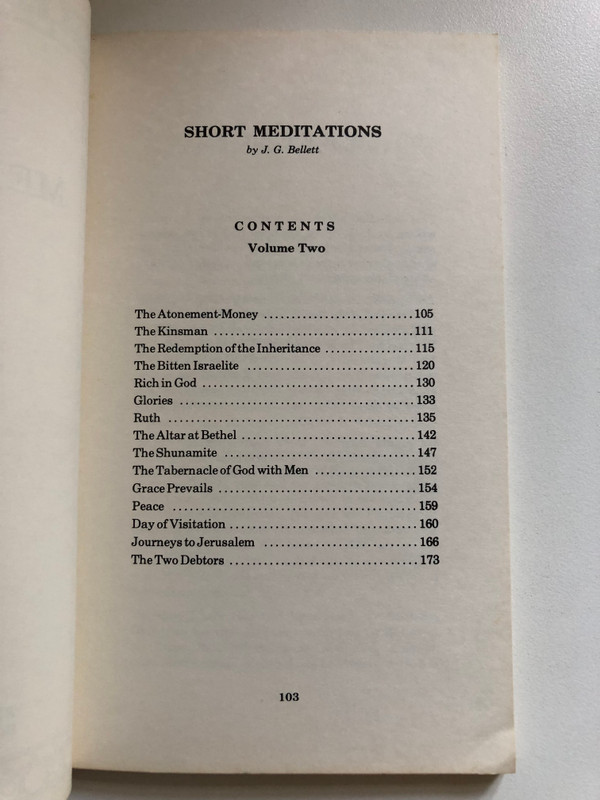 SHORT MEDITATIONS
by J. G. Bellett
CONTENTS
Volume Two
The Atonement-Money ........................... 105
The Kinsman .................................... 111
The Redemption of the Inheritance ................ 115
The Bitten Israelite .............................. 120
Rich in God ...................................... 130
Glories .......................................... 133
Ruth ............................................ 135
The Altar at Bethel ............................... 142
The Shunamite ................................... 147
The Tabernacle of God with Men .................. 152
Grace Prevails ................................... 154
Peace ........................................... 159
Day of Visitation ................................. 160
Journeys to Jerusalem ........................... 166
The Two Debtors ................................. 173
103